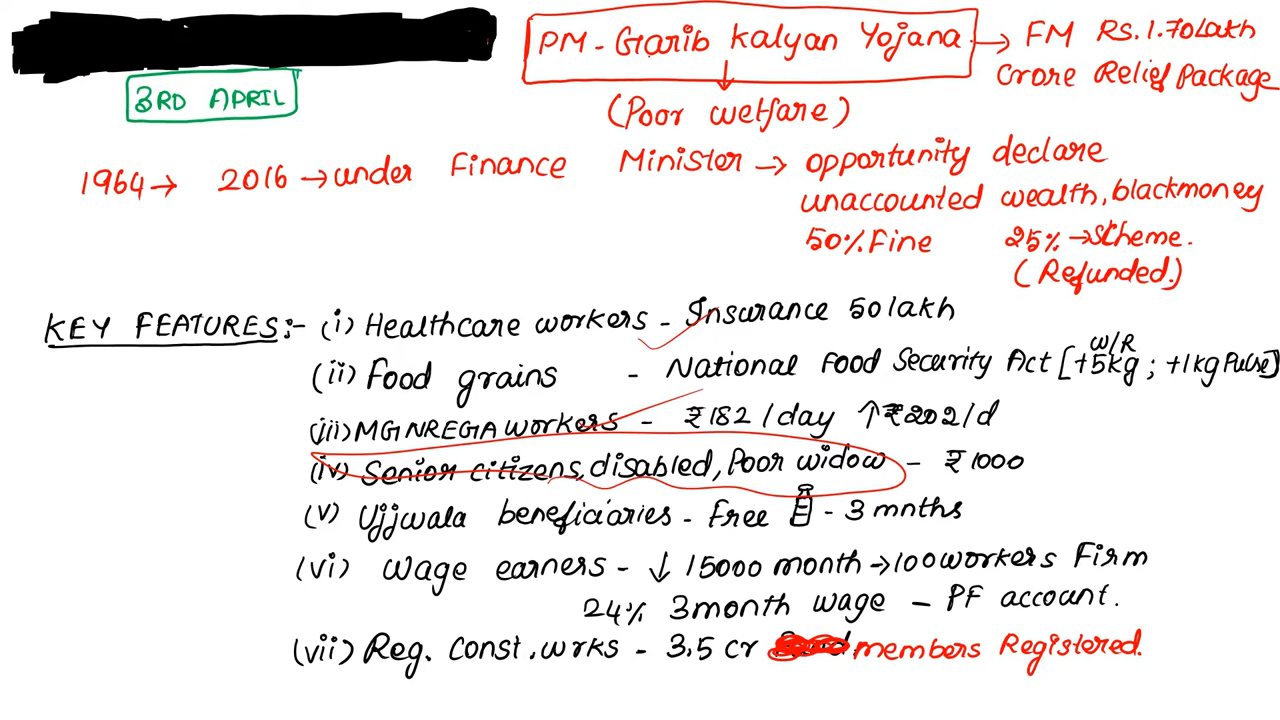 PM - Garib Kalyan Yojana → FM Rs. 1.70 Lakh
Crore Relief Package
3RD APRIL
(Poor welfare)
1964 → 2016 → under Finance Minister → opportunity declare
unaccounted wealth, blackmoney
50% Fine 25% → Scheme.
(Refunded.)
KEY FEATURES:- (i) Healthcare workers - Insurance 50 lakh
(ii) Food grains - National Food Security Act [+5kg W/R ; +1kg Pulse]
(iii) MGNREGA workers - ₹182 /day ↑ ₹202 /d
(iv) Senior citizens, disabled, Poor widow - ₹1000
(v) Ujjwala beneficiaries - Free - 3 mnths
(vi) Wage earners - ↓ 15000 month → 100 workers Firm
24% 3 month wage - PF account.
(vii) Reg. Const. wrks - 3.5 cr members Registered.